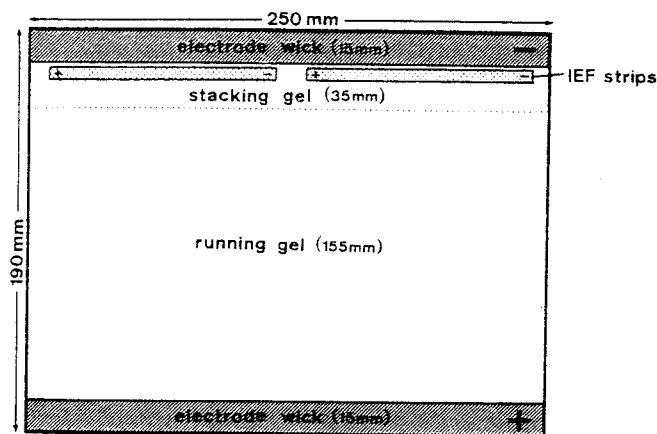 250 mm
electrode wick (15mm) −
+ − + −
IEF strips
stacking gel (35mm)
running gel (155mm)
190 mm
electrode wick (15mm) +